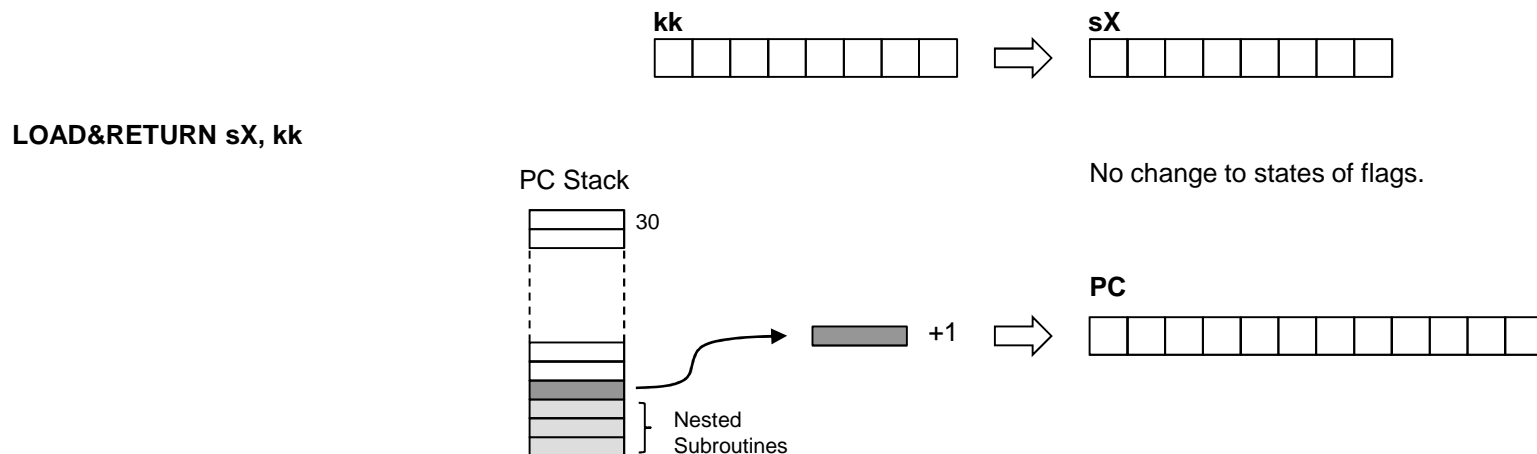 kk
sX
LOAD&RETURN sX, kk
No change to states of flags.
PC Stack
30
PC
+1
Nested
Subroutines